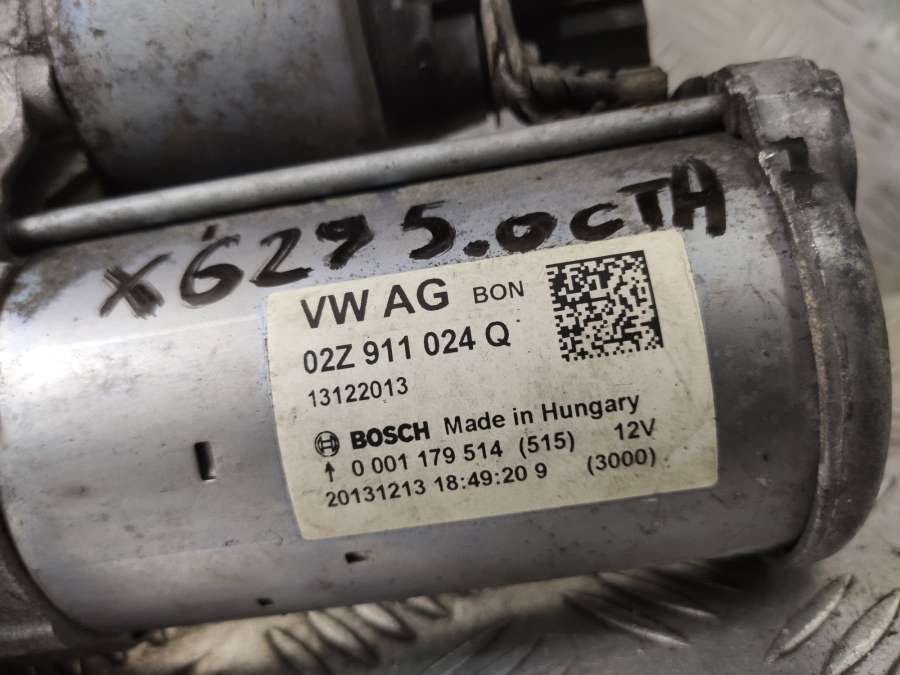 x6275.0CTA
VW AG BON
02Z 911 024 Q
13122013
BOSCH Made in Hungary
↑ 0 001 179 514 (515) 12V
20131213 18:49:20 9 (3000)